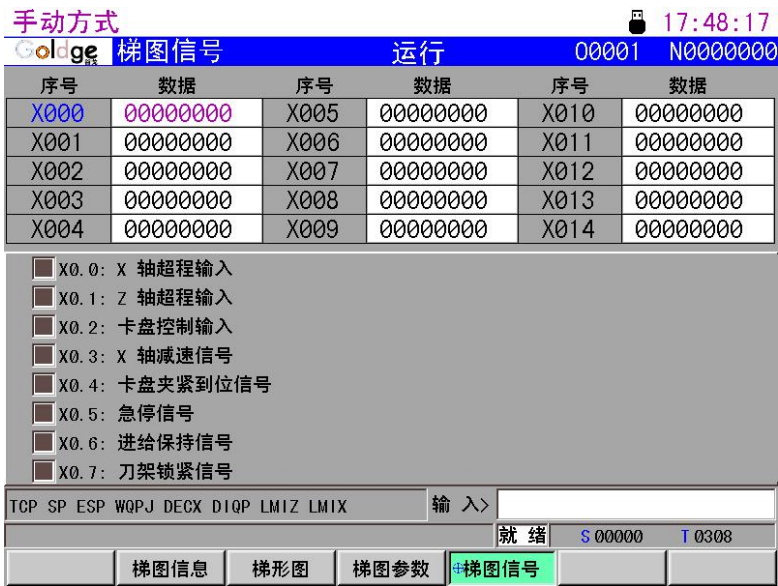 手动方式 17:48:17
Goldge 梯图信号 运行 O0001 N0000000
序号 数据 序号 数据 序号 数据
X000 00000000 X005 00000000 X010 00000000
X001 00000000 X006 00000000 X011 00000000
X002 00000000 X007 00000000 X012 00000000
X003 00000000 X008 00000000 X013 00000000
X004 00000000 X009 00000000 X014 00000000
X0.0: X 轴超程输入
X0.1: Z 轴超程输入
X0.2: 卡盘控制输入
X0.3: X 轴减速信号
X0.4: 卡盘夹紧到位信号
X0.5: 急停信号
X0.6: 进给保持信号
X0.7: 刀架锁紧信号
TCP SP ESP WQPJ DECX DIQP LMIZ LMIX 输 入>
就 绪 S 00000 T 0308
梯图信息 梯形图 梯图参数 梯图信号